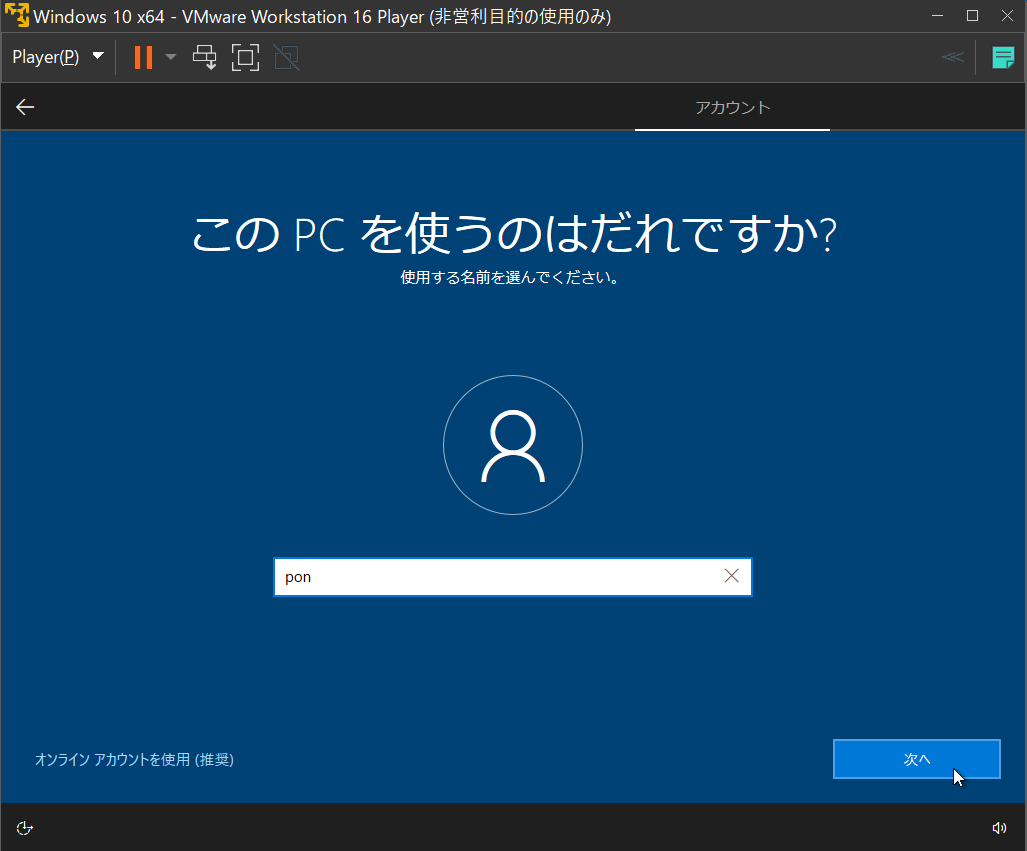 Windows 10 x64 - VMware Workstation 16 Player (非営利目的の使用のみ)
Player(P)
アカウント
この PC を使うのはだれですか?
使用する名前を選んでください。
pon
オンライン アカウントを使用 (推奨)
次へ